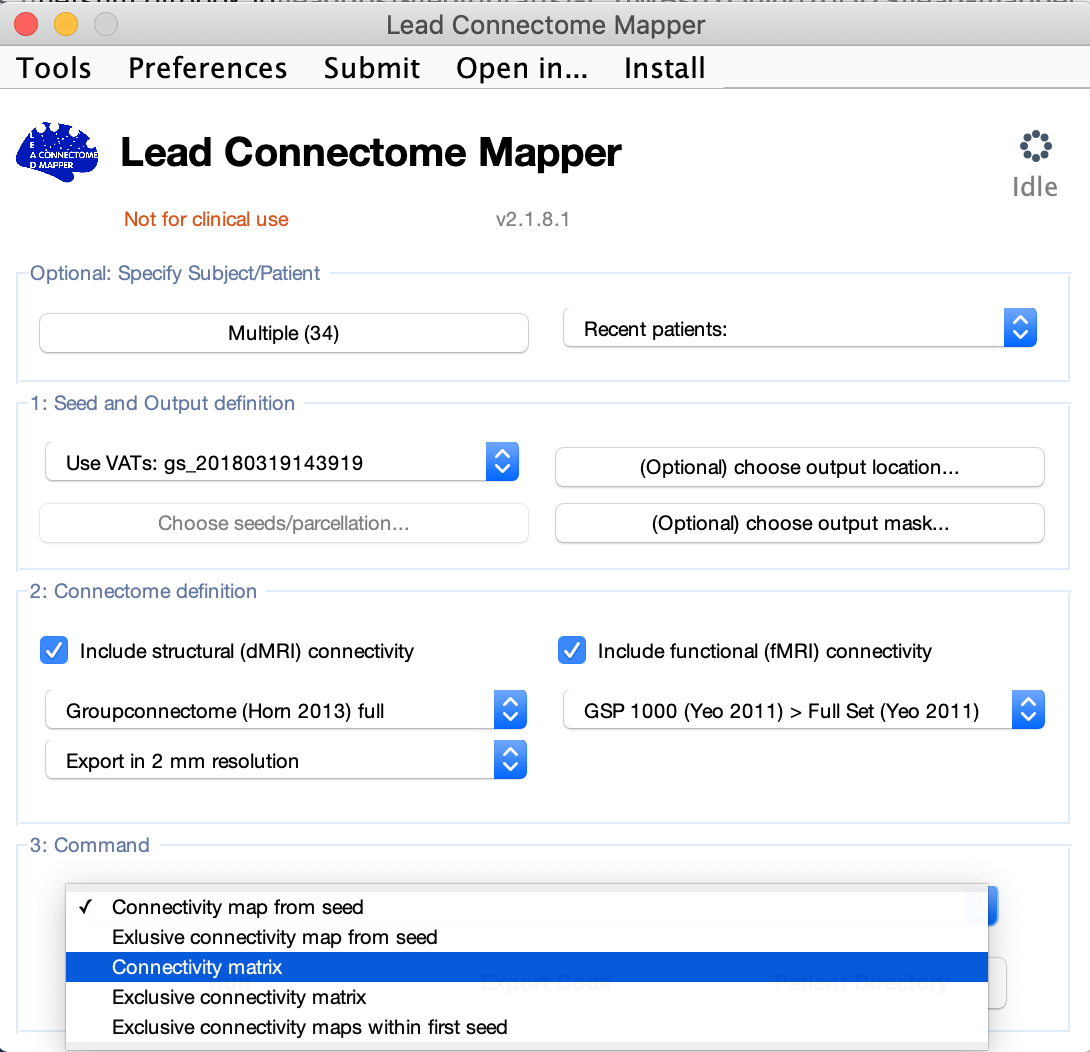 Lead Connectome Mapper
Tools Preferences Submit Open in... Install
L
E
A CONNECTOME
D MAPPER
Lead Connectome Mapper
Idle
Not for clinical use v2.1.8.1
Optional: Specify Subject/Patient
Multiple (34) Recent patients:
1: Seed and Output definition
Use VATs: gs_20180319143919 (Optional) choose output location...
Choose seeds/parcellation... (Optional) choose output mask...
2: Connectome definition
Include structural (dMRI) connectivity Include functional (fMRI) connectivity
Groupconnectome (Horn 2013) full GSP 1000 (Yeo 2011) > Full Set (Yeo 2011)
Export in 2 mm resolution
3: Command
✓ Connectivity map from seed
Exlusive connectivity map from seed
Connectivity matrix
Export Code Patient Directory
Exclusive connectivity matrix
Exclusive connectivity maps within first seed